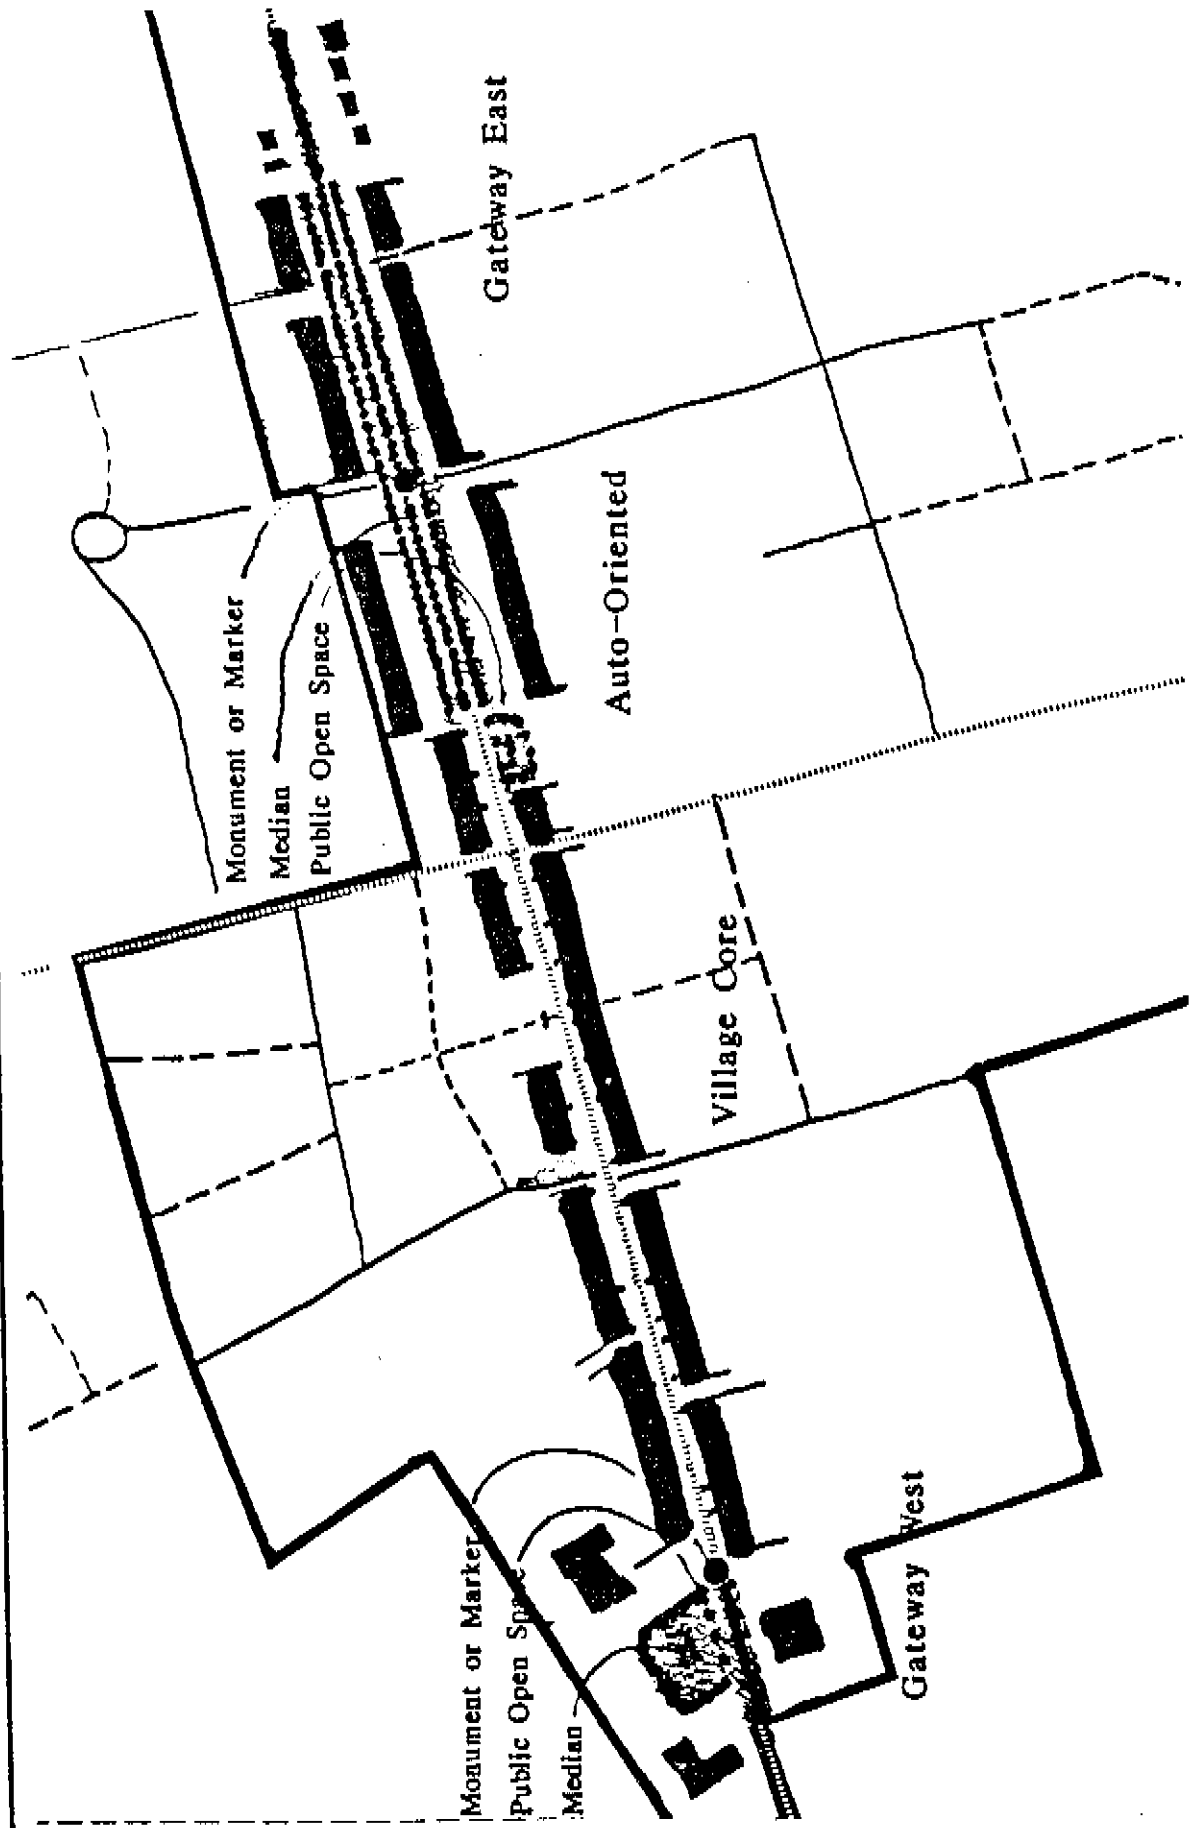 Monument or Marker
Public Open Space
Median
Gateway West
Village Core
Monument or Marker
Median
Public Open Space
Auto-Oriented
Gateway East